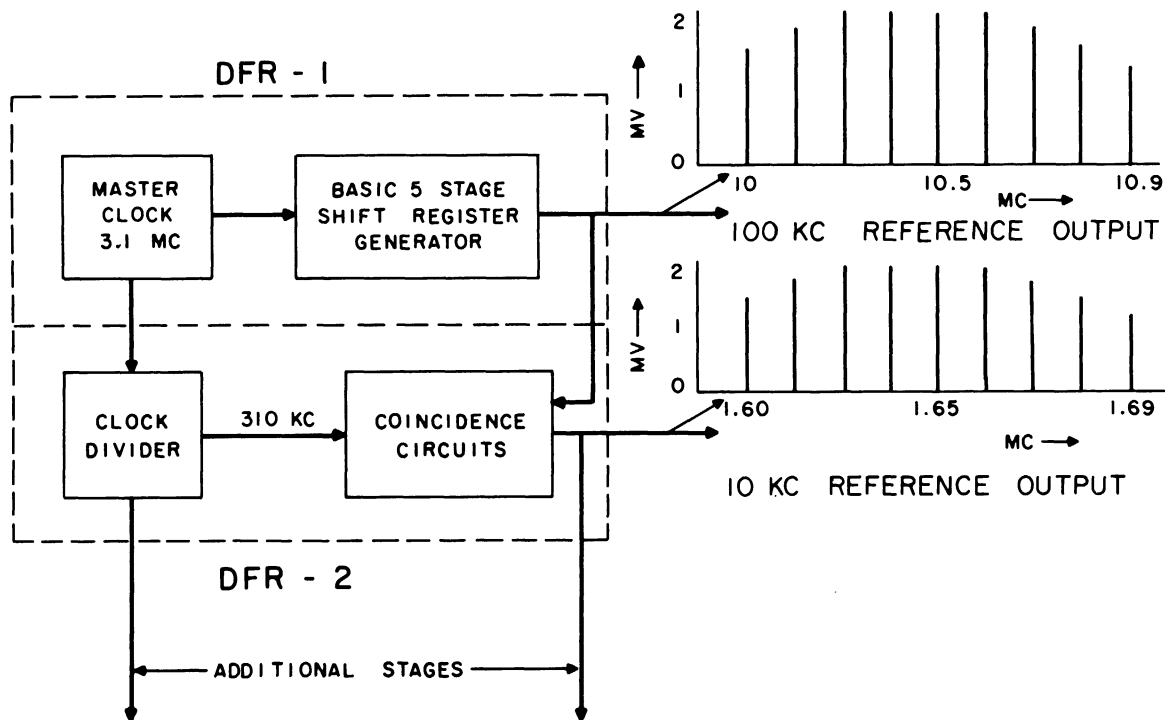 DFR - 1
MASTER
CLOCK
3.1 MC
BASIC 5 STAGE
SHIFT REGISTER
GENERATOR
2
1
0
MV
10
10.5
10.9
MC
100 KC REFERENCE OUTPUT
2
1
0
MV
1.60
1.65
1.69
MC
10 KC REFERENCE OUTPUT
CLOCK
DIVIDER
310 KC
COINCIDENCE
CIRCUITS
DFR - 2
ADDITIONAL STAGES